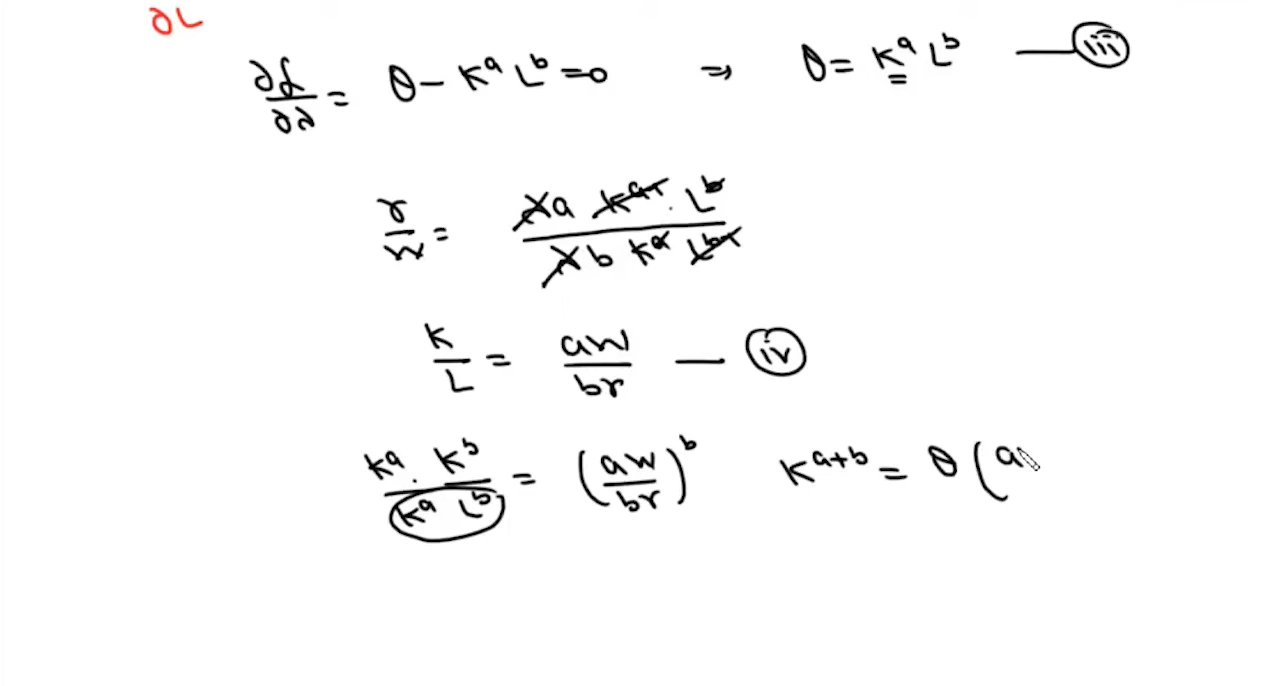 ∂L
∂ℒ/∂λ = θ − K^a L^b = 0 ⇒ θ = K^a L^b — (iii)
r/w = λa K^(a-1) · L^b / λb K^a L^(b-1)
K/L = aw/br — (iv)
K^a · K^b / K^a L^b = (aw/br)^b K^(a+b) = θ (a